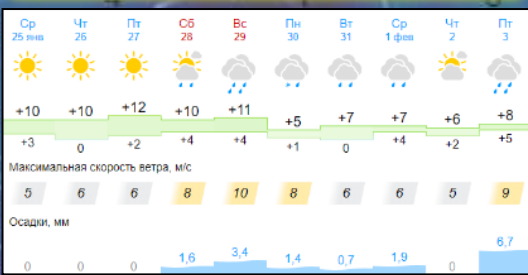 Ср Чт Пт Сб Вс Пн Вт Ср Чт Пт
25 янв 26 27 28 29 30 31 1 фев 2 3
+10 +10 +12 +10 +11 +5 +7 +7 +6 +8
+3 0 +2 +4 +4 +1 0 +4 +2 +5
Максимальная скорость ветра, м/с
5 6 6 8 10 8 6 6 5 9
Осадки, мм
0 0 0 1,6 3,4 1,4 0,7 1,9 0 6,7